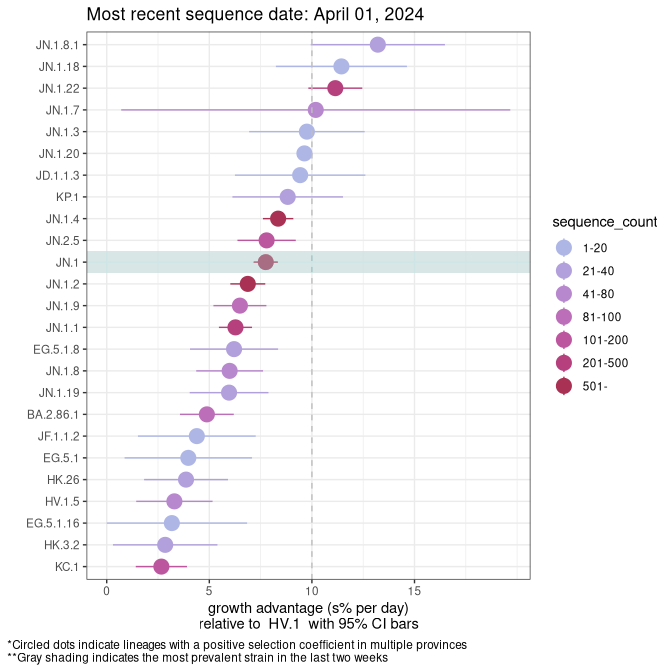 Most recent sequence date: April 01, 2024
JN.1.8.1
JN.1.18
JN.1.22
JN.1.7
JN.1.3
JN.1.20
JD.1.1.3
KP.1
JN.1.4
JN.2.5
JN.1
JN.1.2
JN.1.9
JN.1.1
EG.5.1.8
JN.1.8
JN.1.19
BA.2.86.1
JF.1.1.2
EG.5.1
HK.26
HV.1.5
EG.5.1.16
HK.3.2
KC.1
0 5 10 15
growth advantage (s% per day)
relative to HV.1 with 95% CI bars
sequence_count
1-20
21-40
41-80
81-100
101-200
201-500
501-
*Circled dots indicate lineages with a positive selection coefficient in multiple provinces
**Gray shading indicates the most prevalent strain in the last two weeks